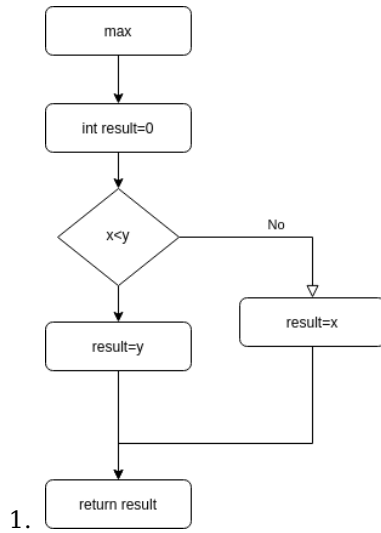 max
int result=0
x<y
No
result=x
result=y
return result
1.